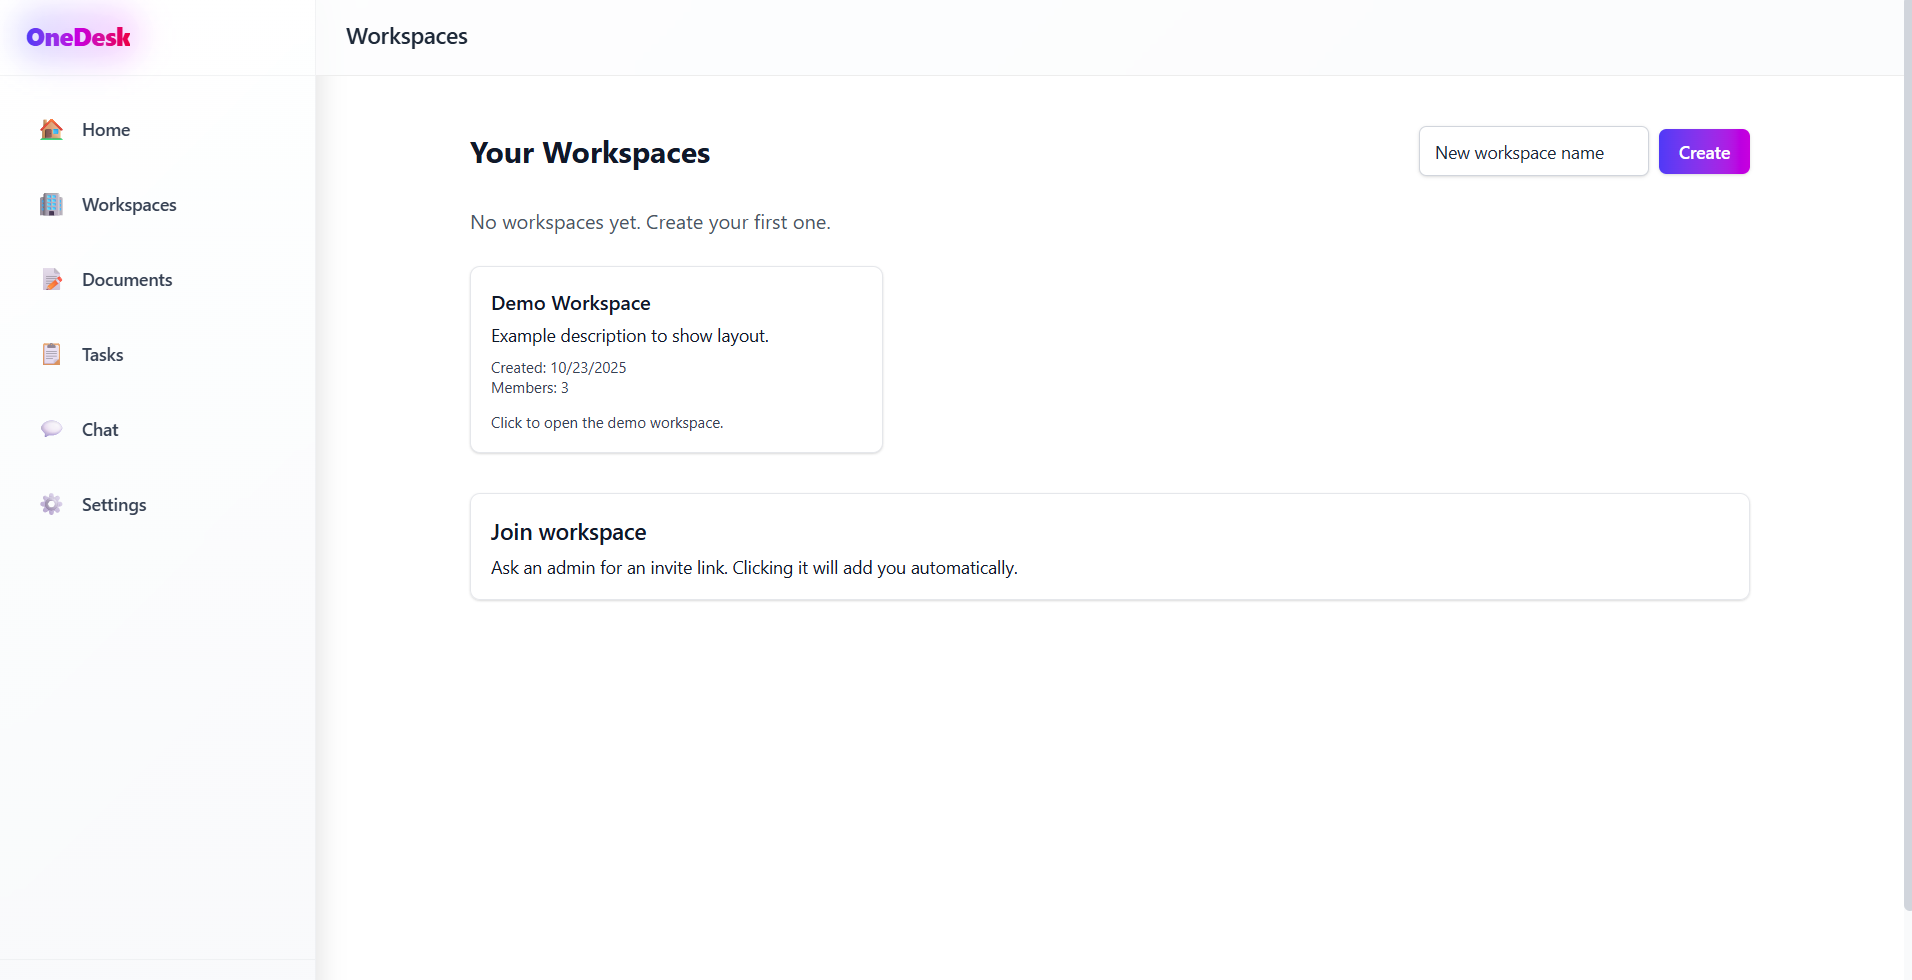 OneDesk
Workspaces
Home
Workspaces
Documents
Tasks
Chat
Settings
Your Workspaces
New workspace name
Create
No workspaces yet. Create your first one.
Demo Workspace
Example description to show layout.
Created: 10/23/2025
Members: 3
Click to open the demo workspace.
Join workspace
Ask an admin for an invite link. Clicking it will add you automatically.